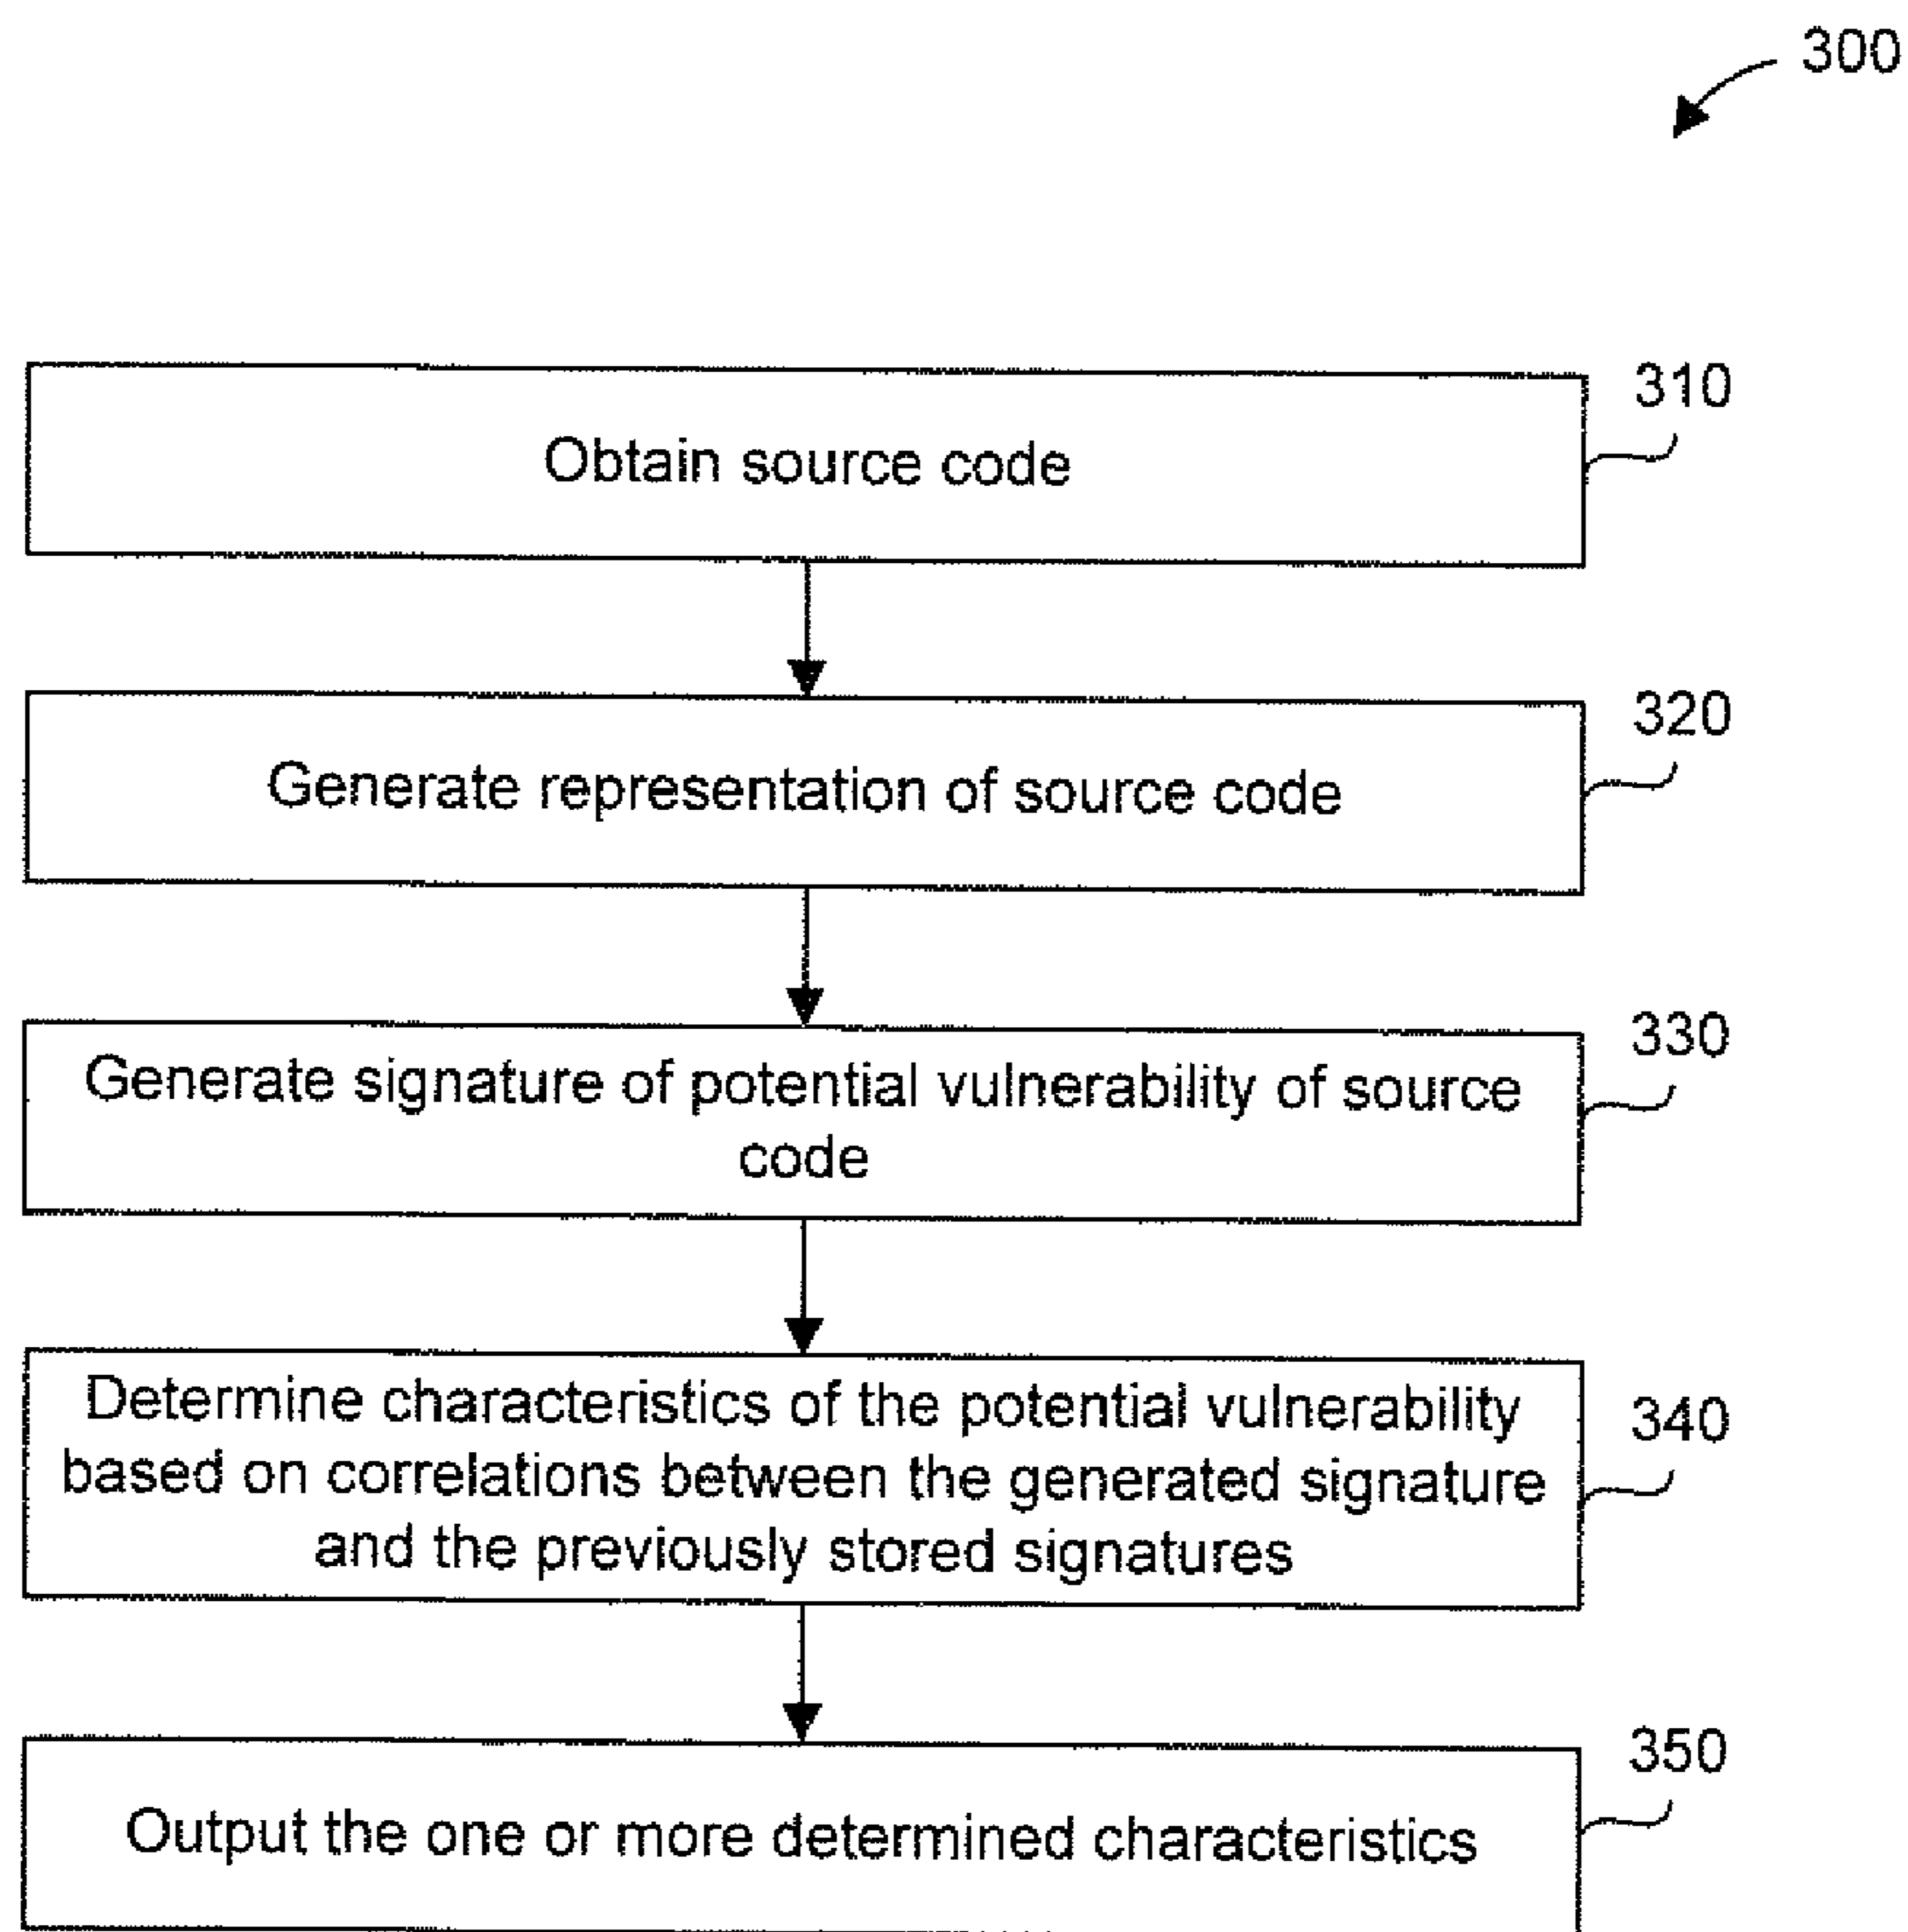 300
310
Obtain source code
320
Generate representation of source code
330
Generate signature of potential vulnerability of source
code
340
Determine characteristics of the potential vulnerability
based on correlations between the generated signature
and the previously stored signatures
350
Output the one or more determined characteristics